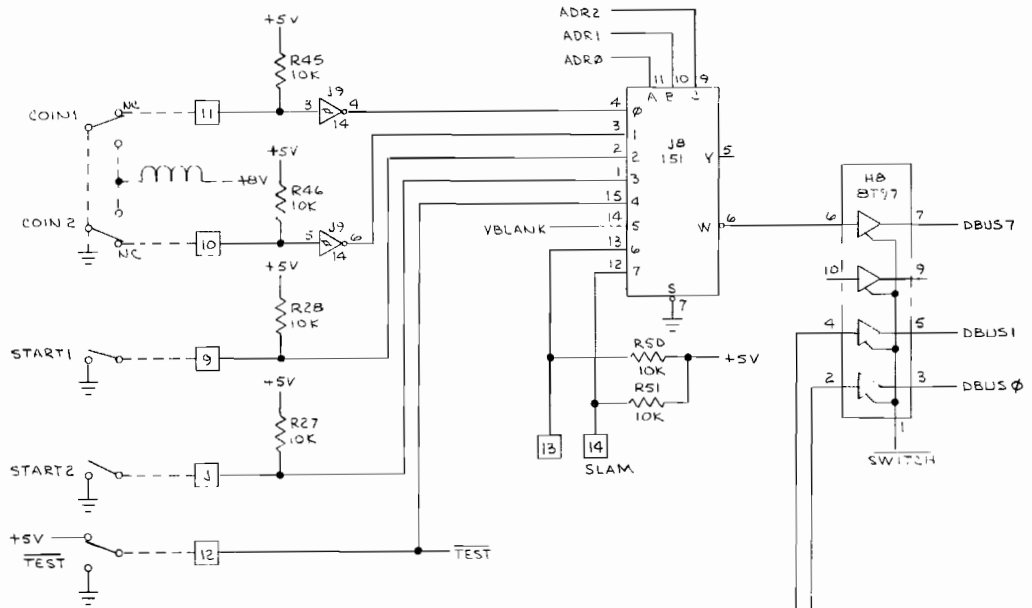 +5V
R45
10K
COIN1
NC
11
3
J9
4
14
+8V
+5V
R46
10K
COIN2
NC
10
5
J9
6
14
+5V
R28
10K
START1
9
+5V
R27
10K
START2
+5V
TEST
12
TEST
ADR2
ADR1
ADRØ
11
10
9
A
B
4
Ø
3
1
2
2
1
3
15
4
VBLANK
14
5
13
6
12
7
J8
151
Y
5
W
6
S
7
R50
10K
+5V
R51
10K
13
14
SLAM
H8
8T97
6
7
DBUS7
10
9
4
5
DBUS1
2
3
DBUSØ
1
SWITCH